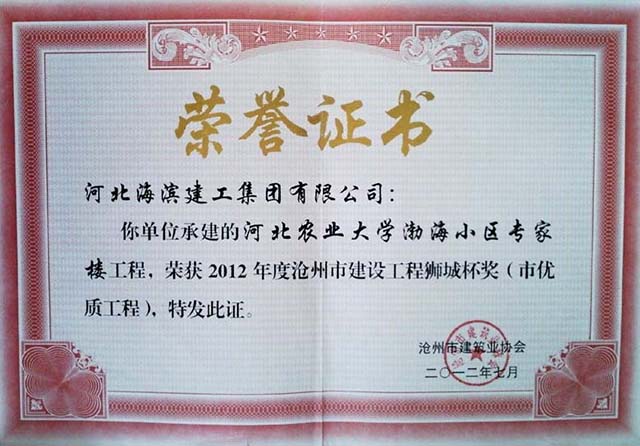 荣誉证书
河北海滨建工集团有限公司：
你单位承建的河北农业大学渤海小区专家
楼工程，荣获2012年度沧州市建设工程狮城杯奖（市优
质工程），特发此证。
沧州市建筑业协会
二〇一二年七月